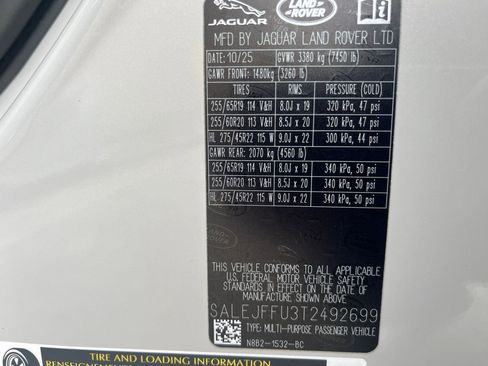 JAGUAR LAND ROVER
MFD BY JAGUAR LAND ROVER LTD
DATE: 10/25 GVWR 3380 kg (7450 lb)
GAWR FRONT: 1480kg (3260 lb)
TIRES RIMS PRESSURE (COLD)
255/65R19 114 V&H 8.0J x 19 320 kPa, 47 psi
255/60R20 113 V&H 8.5J x 20 320 kPa, 47 psi
HL 275/45R22 115 W 9.0J x 22 300 kPa, 44 psi
GAWR REAR: 2070 kg (4560 lb)
255/65R19 114 V&H 8.0J x 19 340 kPa, 50 psi
255/60R20 113 V&H 8.5J x 20 340 kPa, 50 psi
HL 275/45R22 115 W 9.0J x 22 340 kPa, 50 psi
THIS VEHICLE CONFORMS TO ALL APPLICABLE
U.S. FEDERAL MOTOR VEHICLE SAFETY
STANDARDS IN EFFECT ON THE DATE OF
MANUFACTURE SHOWN ABOVE.
SALEJFFU3T2492699
TYPE: MULTI-PURPOSE PASSENGER VEHICLE
N8B2-1532-BC
TIRE AND LOADING INFORMATION